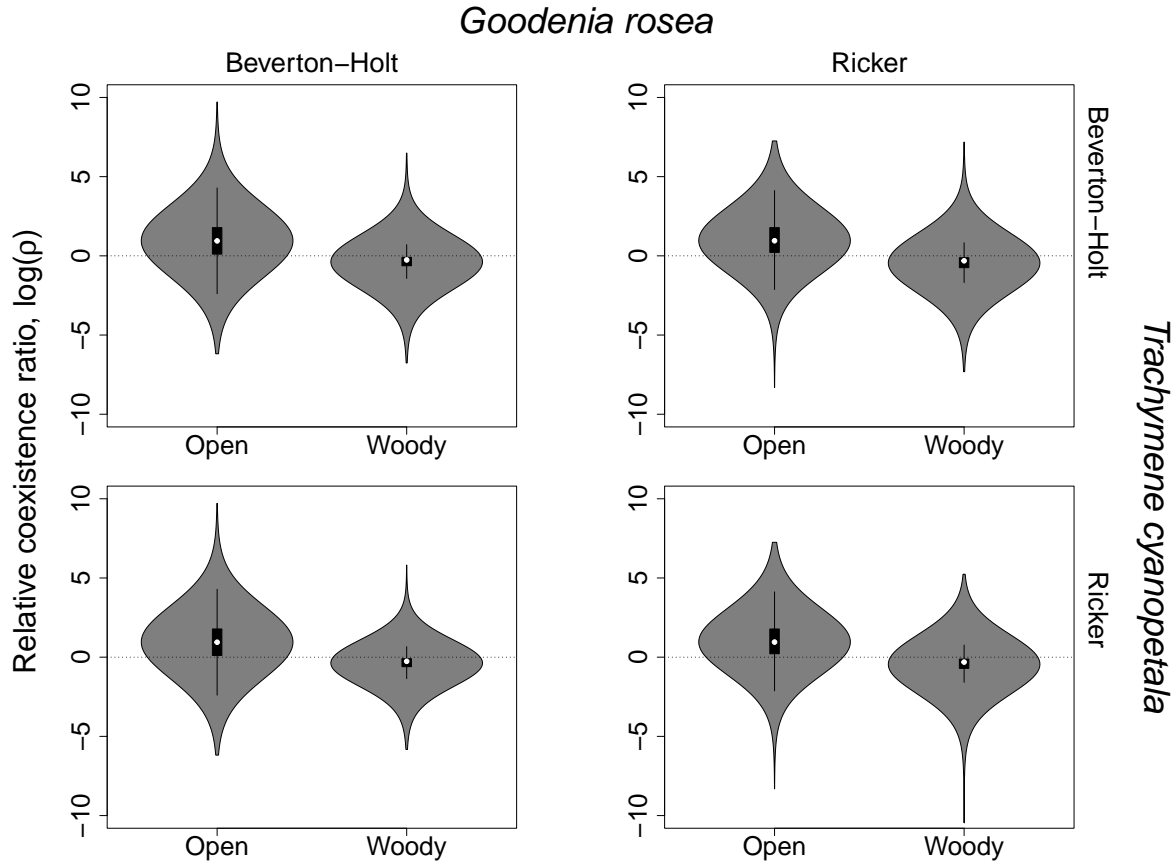 Goodenia rosea
Beverton−Holt
Ricker
Relative coexistence ratio, log(ρ)
10
5
0
−5
−10
Open
Woody
10
5
0
−5
−10
Open
Woody
Beverton−Holt
10
5
0
−5
−10
Open
Woody
10
5
0
−5
−10
Open
Woody
Ricker
Trachymene cyanopetala